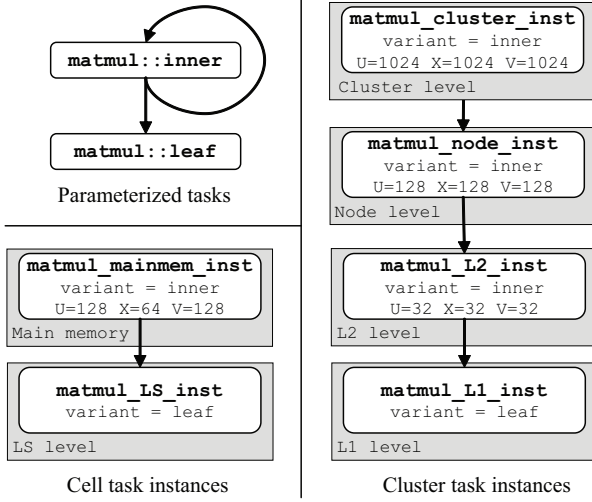 matmul::inner
matmul::leaf
Parameterized tasks
matmul_mainmem_inst
variant = inner
U=128 X=64 V=128
Main memory
matmul_LS_inst
variant = leaf
LS level
Cell task instances
matmul_cluster_inst
variant = inner
U=1024 X=1024 V=1024
Cluster level
matmul_node_inst
variant = inner
U=128 X=128 V=128
Node level
matmul_L2_inst
variant = inner
U=32 X=32 V=32
L2 level
matmul_L1_inst
variant = leaf
L1 level
Cluster task instances